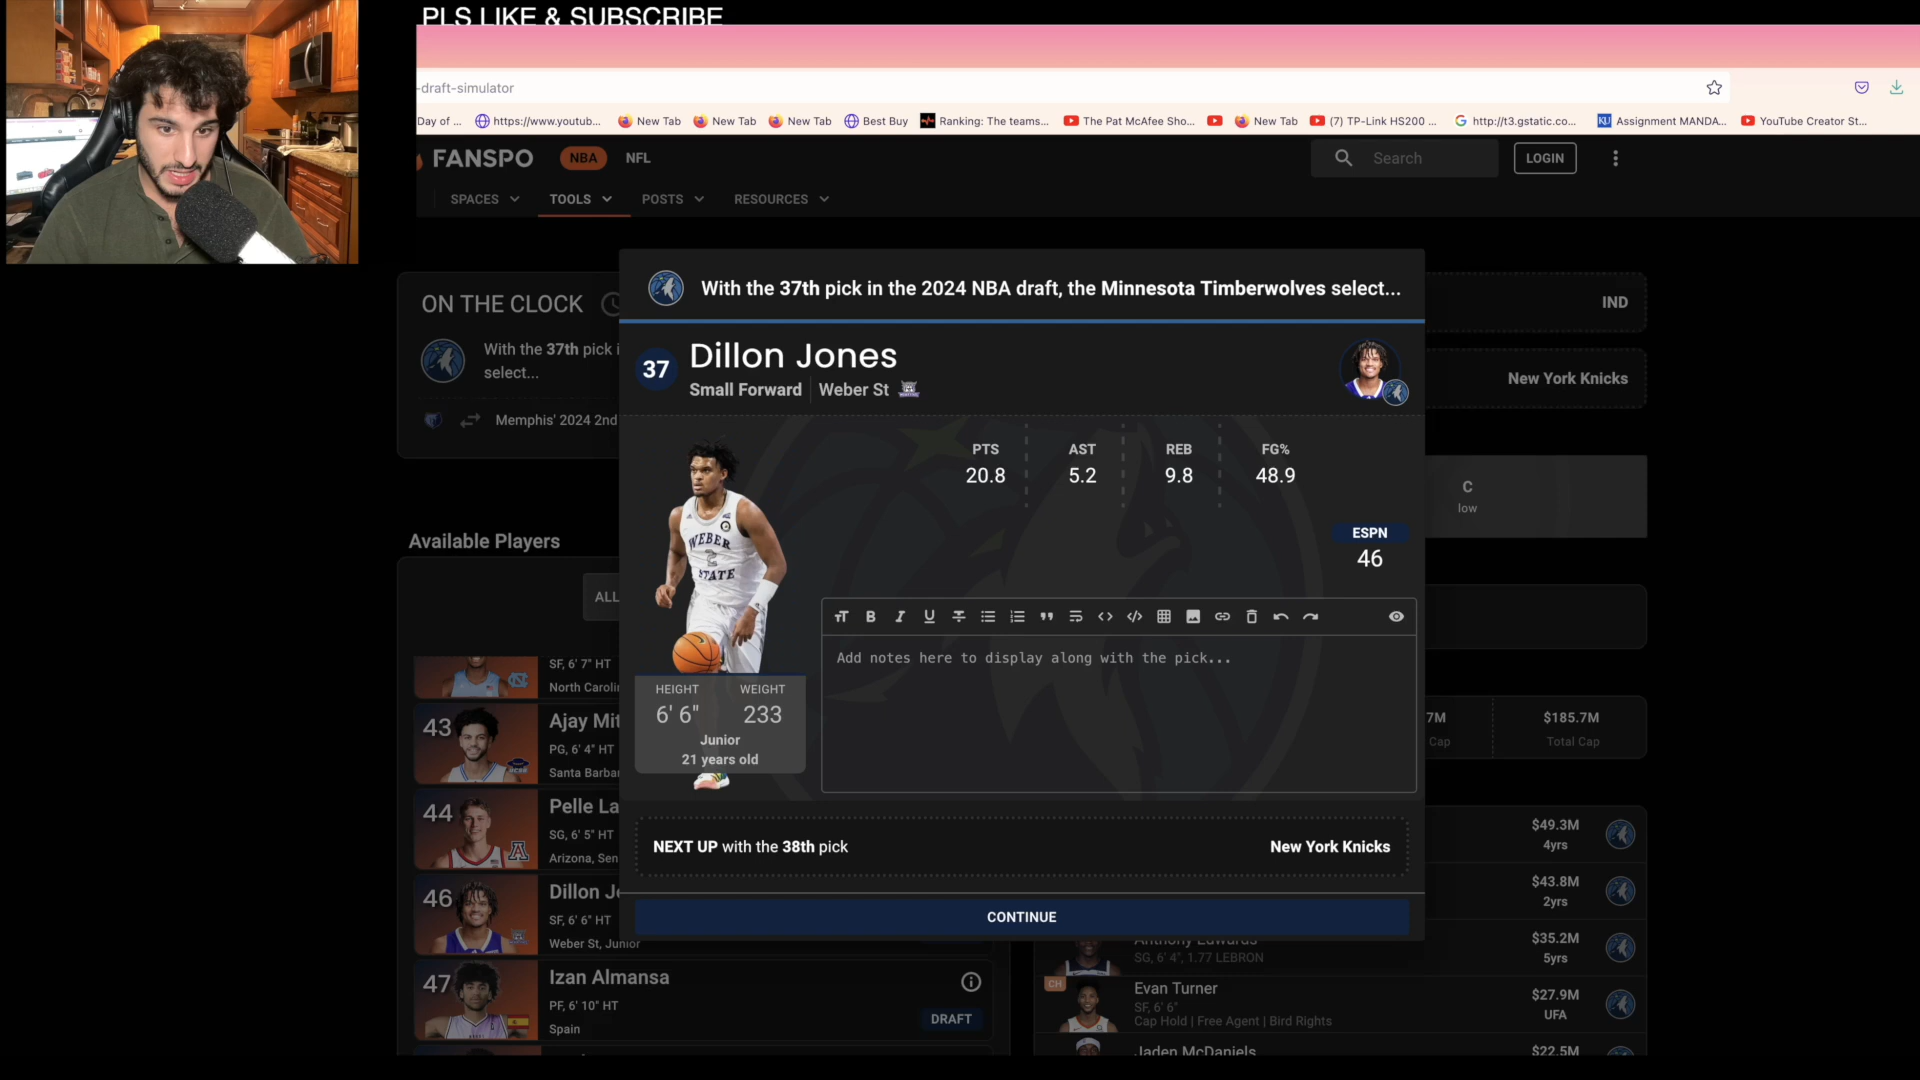 PLS LIKE & SUBSCRIBE
-draft-simulator
Day of ...
https://www.youtub...
New Tab
New Tab
New Tab
Best Buy
Ranking: The teams...
The Pat McAfee Sho...
New Tab
(7) TP-Link HS200 ...
http://t3.gstatic.co...
KU
Assignment MANDA...
YouTube Creator St...
FANSPO
NBA
NFL
Search
LOGIN
SPACES
TOOLS
POSTS
RESOURCES
With the 37th pick in the 2024 NBA draft, the Minnesota Timberwolves select...
ON THE CLOCK
With the 37th pick i
select...
Memphis' 2024 2nd
IND
New York Knicks
37
Dillon Jones
Small Forward
Weber St
PTS
20.8
AST
5.2
REB
9.8
FG%
48.9
C
low
ESPN
46
WEBER
2
STATE
Available Players
ALL
Add notes here to display along with the pick...
HEIGHT
6' 6"
WEIGHT
233
Junior
21 years old
NEXT UP with the 38th pick
New York Knicks
CONTINUE
SF, 6' 7" HT
North Carolin
43
Ajay Mit
PG, 6' 4" HT
Santa Barba
44
Pelle La
SG, 6' 5" HT
Arizona, Sen
46
Dillon J
SF, 6' 6" HT
Weber St, Junior
47
Izan Almansa
PF, 6' 10" HT
Spain
DRAFT
7M
Cap
$185.7M
Total Cap
$49.3M
4yrs
$43.8M
2yrs
Anthony Edwards
SG, 6' 4", 1.77 LEBRON
$35.2M
5yrs
CH
Evan Turner
SF, 6' 6"
Cap Hold | Free Agent | Bird Rights
$27.9M
UFA
Jaden McDaniels
$22.5M